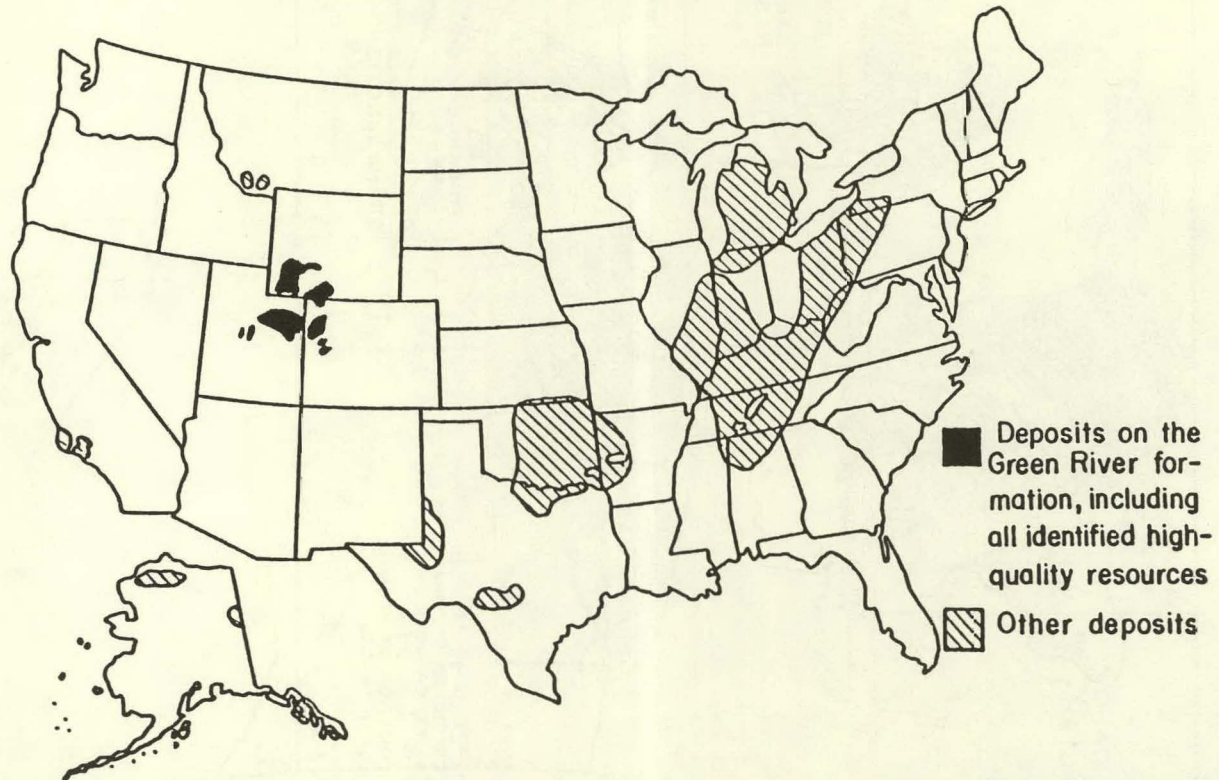 Deposits on the
Green River for-
mation, including
all identified high-
quality resources
Other deposits